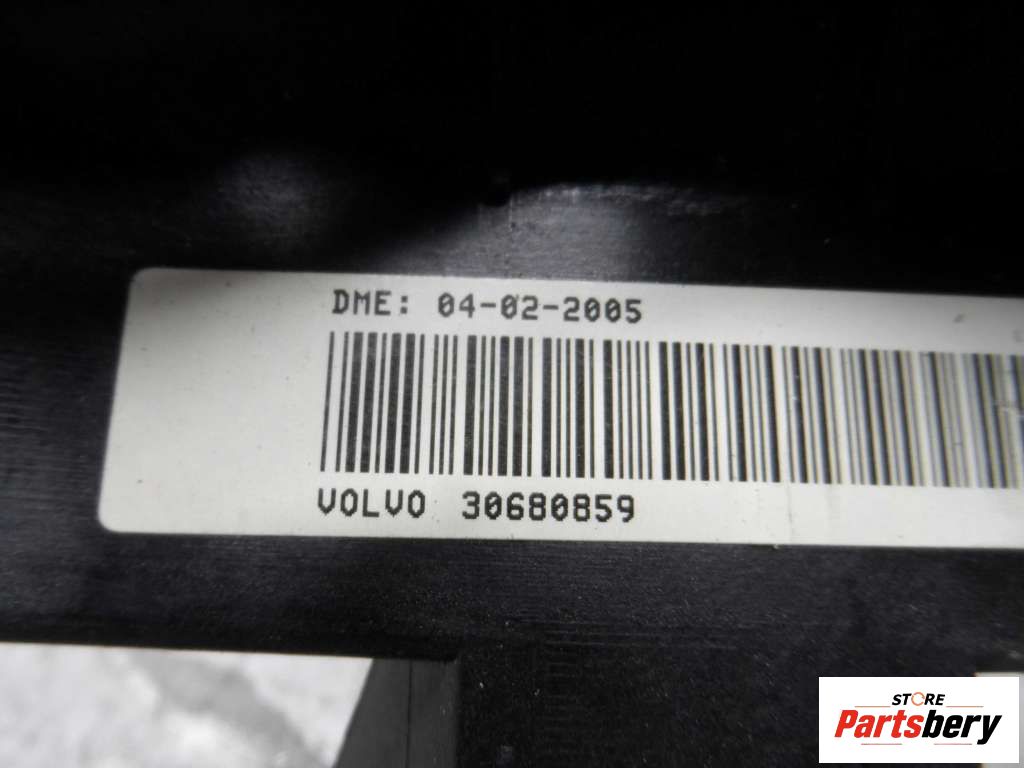 DME: 04-02-2005
VOLVO 30680859
STORE
Partsbery